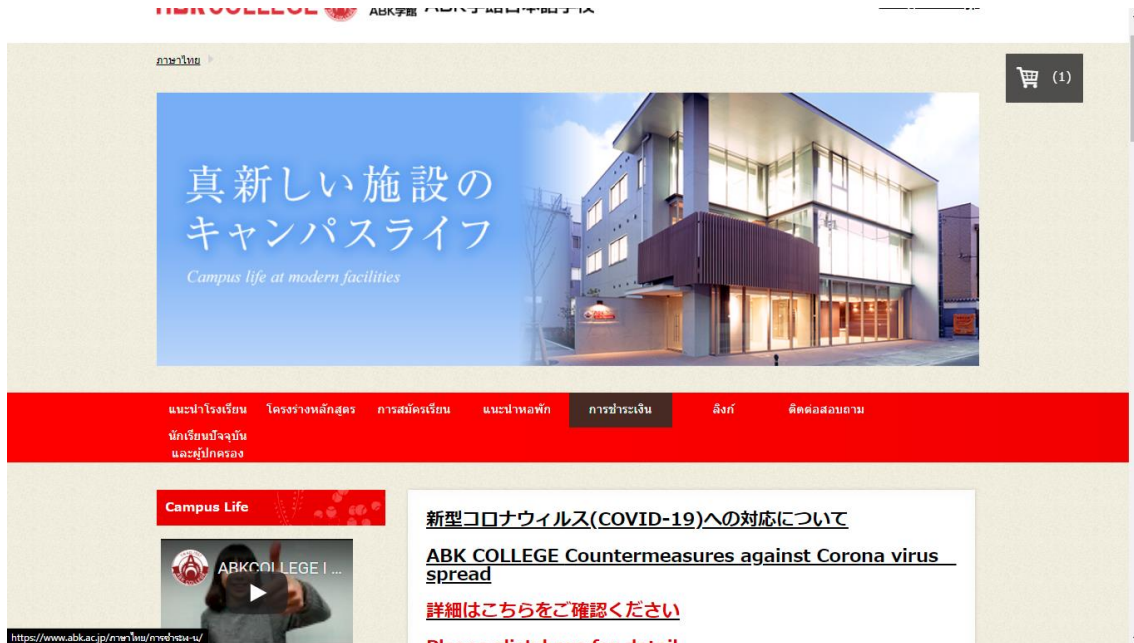 ABK学館
ภาษาไทย
(1)
真新しい施設の
キャンパスライフ
Campus life at modern facilities
แนะนำโรงเรียน โครงร่างหลักสูตร การสมัครเรียน แนะนำหอพัก การชำระเงิน ลิงก์ ติดต่อสอบถาม
นักเรียนปัจจุบัน
และผู้ปกครอง
Campus Life
ABKCOLLEGE I ...
新型コロナウィルス(COVID-19)への対応について
ABK COLLEGE Countermeasures against Corona virus
spread
詳細はこちらをご確認ください
https://www.abk.ac.jp/ภาษาไทย/การชำระเ-น/